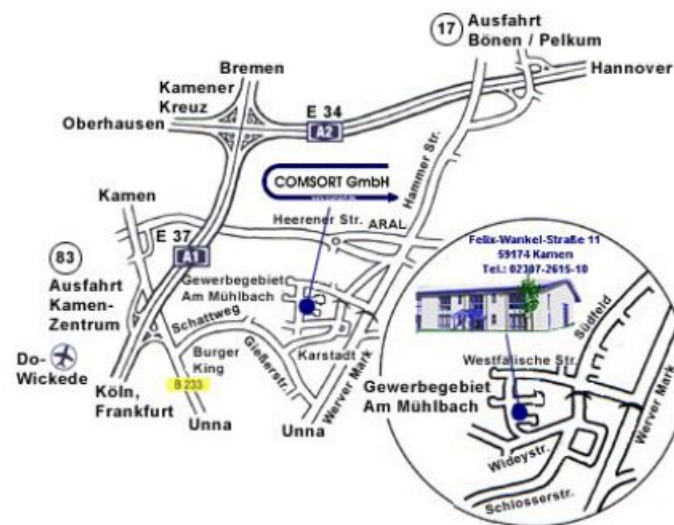 17
Ausfahrt
Bönen / Pelkum
Bremen
Hannover
Kamener
Kreuz
E 34
A2
Oberhausen
Hammer Str.
COMSORT GmbH
Kamen
Heerener Str.
ARAL
E 37
A1
83
Ausfahrt
Kamen-
Zentrum
Felix-Wankel-Straße 11
59174 Kamen
Tel.: 02307-2615-10
Gewerbegebiet
Am Mühlbach
Schattweg
Gießerstr.
Karstadt
Werver Mark
Burger
King
B 233
Do-
Wickede
Köln,
Frankfurt
Unna
Unna
Südfeld
Westfälische Str.
Gewerbegebiet
Am Mühlbach
Werver Mark
Wideystr.
Schlosserstr.